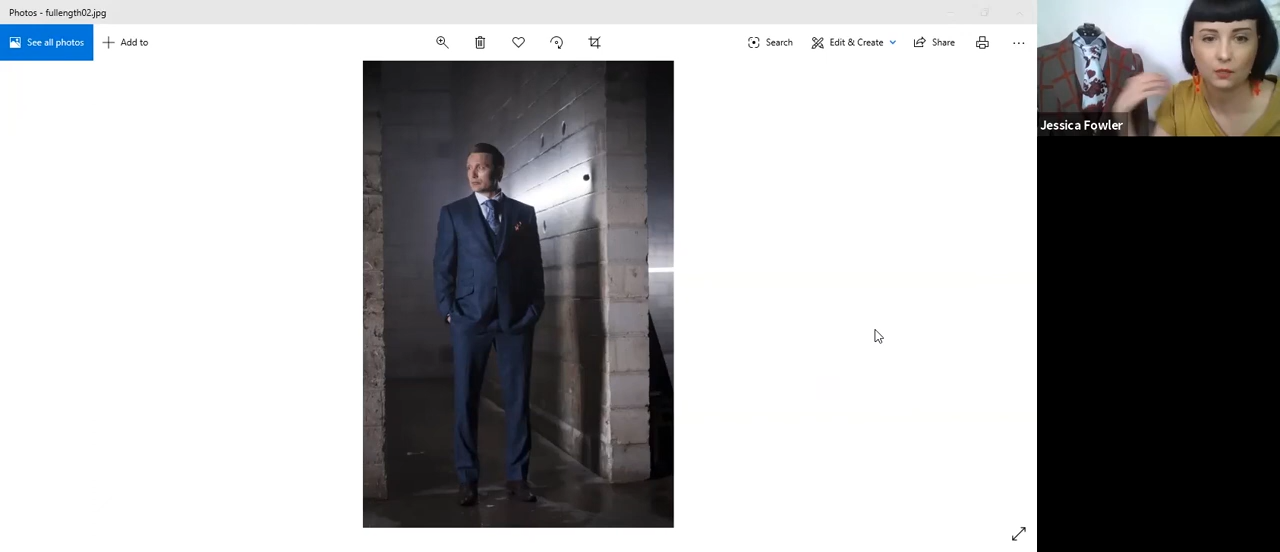 Photos - fullength02.jpg
See all photos
Add to
Search
Edit & Create
Share
Jessica Fowler